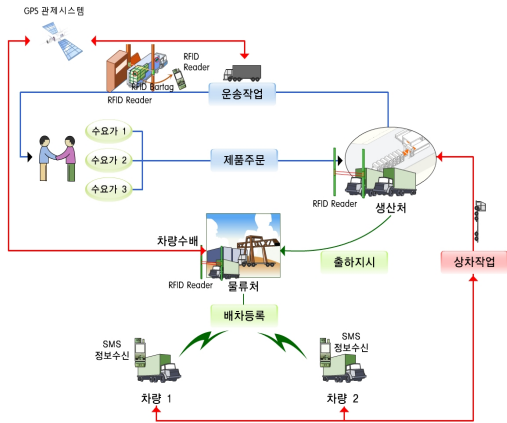 GPS 관제시스템
RFID
Reader
RFID Bartag
RFID Reader
운송작업
수요가 1
수요가 2
수요가 3
제품주문
RFID Reader
생산처
차량수배
RFID Reader
물류처
출하지시
상차작업
배차등록
SMS
정보수신
차량 1
SMS
정보수신
차량 2